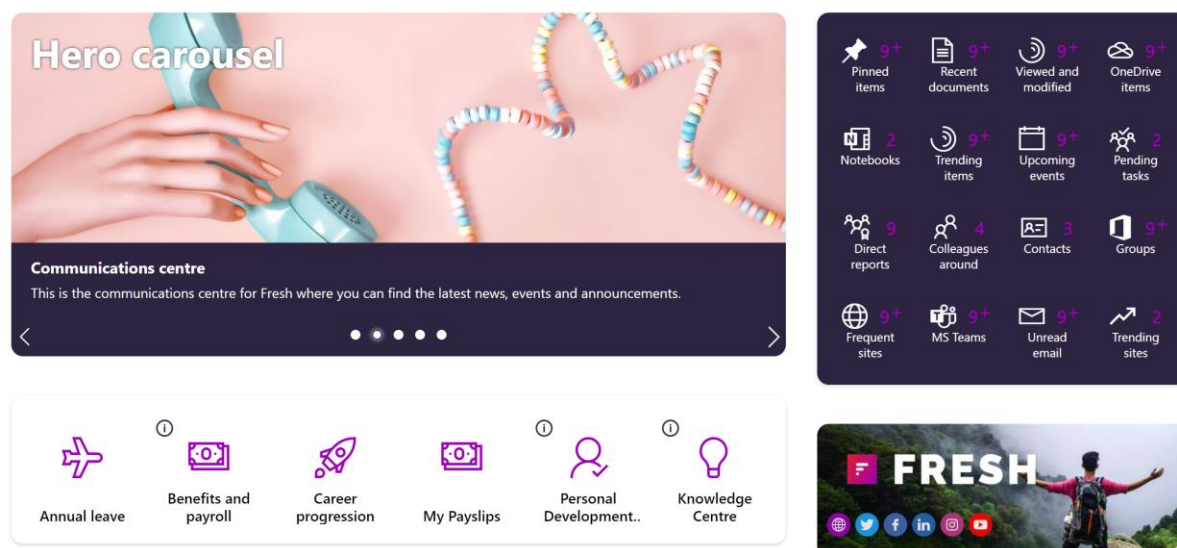 Hero carousel
Communications centre
This is the communications centre for Fresh where you can find the latest news, events and announcements.
9+
Pinned
items
9+
Recent
documents
9+
Viewed and
modified
9+
OneDrive
items
2
Notebooks
9+
Trending
items
9+
Upcoming
events
2
Pending
tasks
9
Direct
reports
4
Colleagues
around
3
Contacts
9+
Groups
9+
Frequent
sites
9+
MS Teams
9+
Unread
email
2
Trending
sites
Annual leave
Benefits and
payroll
Career
progression
My Payslips
Personal
Development..
Knowledge
Centre
FRESH